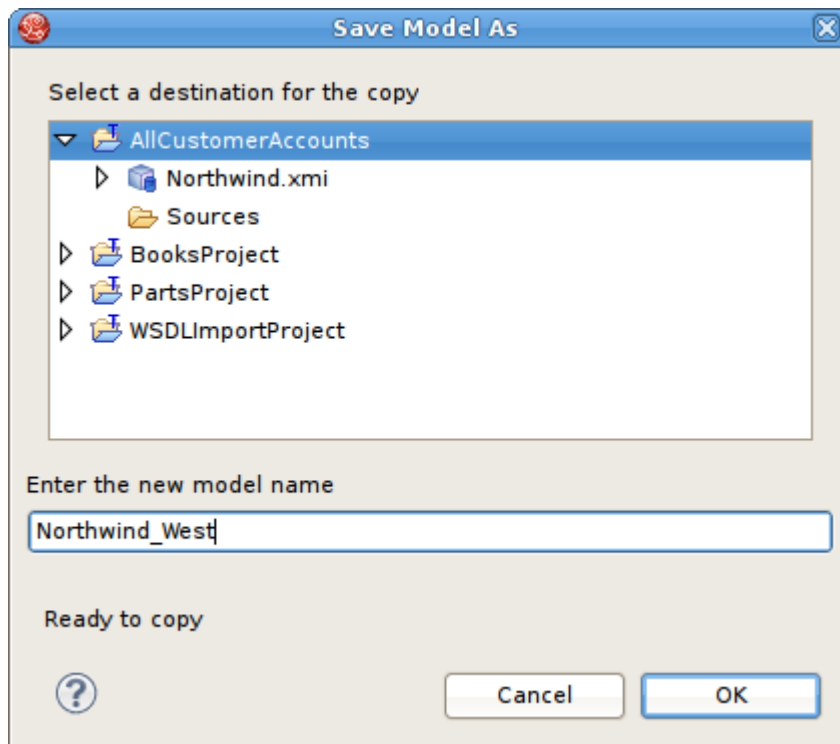 Save Model As
Select a destination for the copy
AllCustomerAccounts
Northwind.xmi
Sources
BooksProject
PartsProject
WSDLImportProject
Enter the new model name
Northwind_West
Ready to copy
? Cancel OK